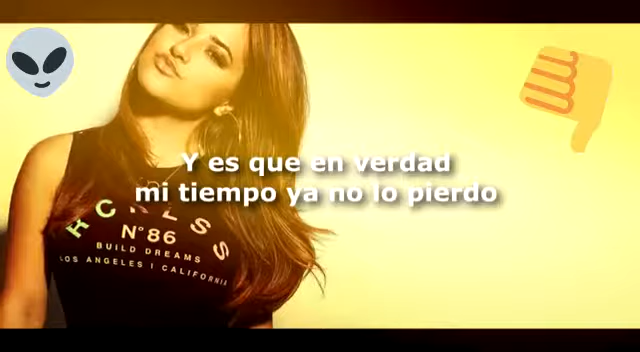 Y es que en verdad
mi tiempo ya no lo pierdo
N°86
BUILD DREAMS
LOS ANGELES | CALIFORNIA